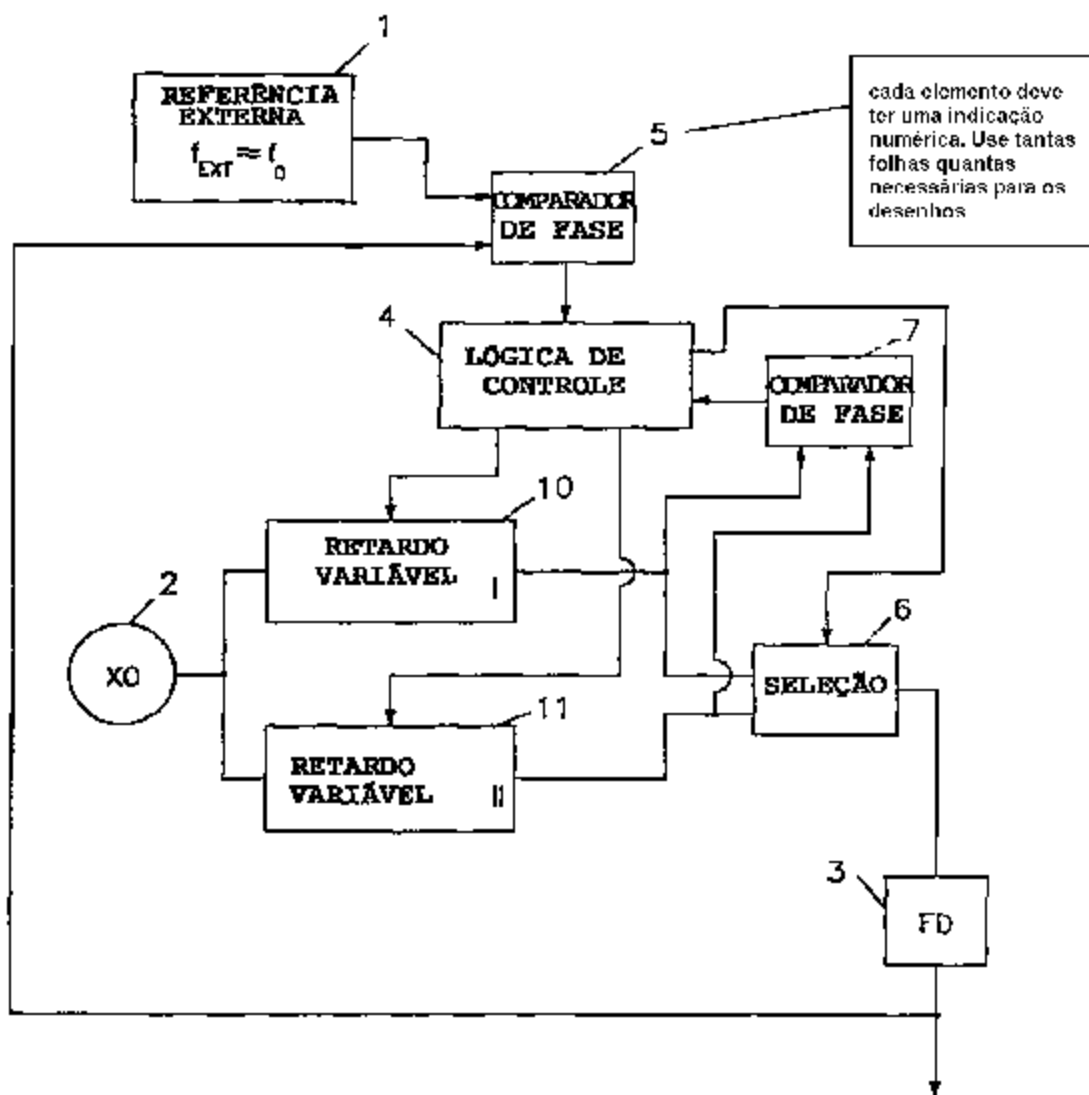 1
REFERÊNCIA
EXTERNA
f_EXT ≈ f_0
5
cada elemento deve
ter uma indicação
numérica. Use tantas
folhas quantas
necessárias para os
desenhos
COMPARADOR
DE FASE
4
LÓGICA DE
CONTROLE
7
COMPARADOR
DE FASE
10
RETARDO
VARIÁVEL I
2
XO
6
SELEÇÃO
11
RETARDO
VARIÁVEL II
3
FD